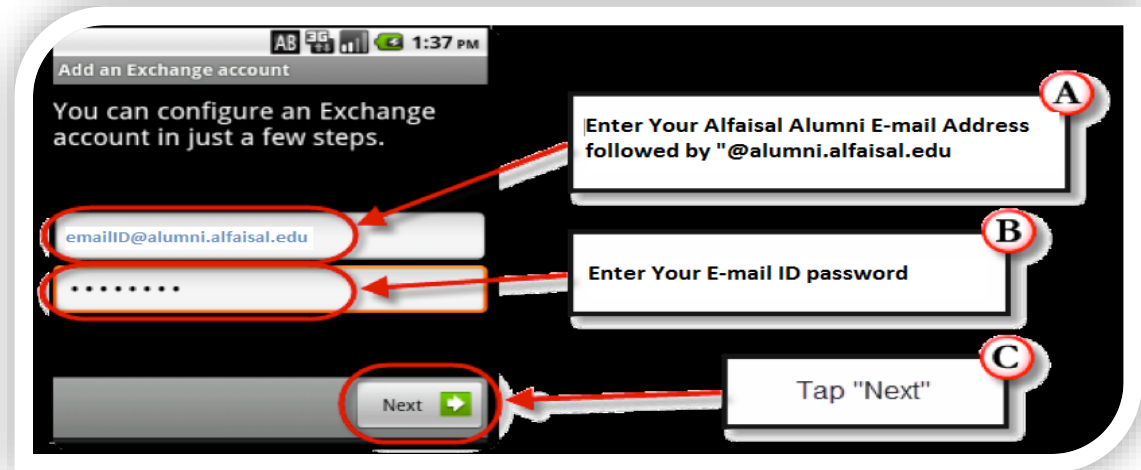 AB 3G 1:37 PM
Add an Exchange account
You can configure an Exchange
account in just a few steps.
emailID@alumni.alfaisal.edu
••••••••
Next
A
Enter Your Alfaisal Alumni E-mail Address
followed by "@alumni.alfaisal.edu
B
Enter Your E-mail ID password
C
Tap "Next"